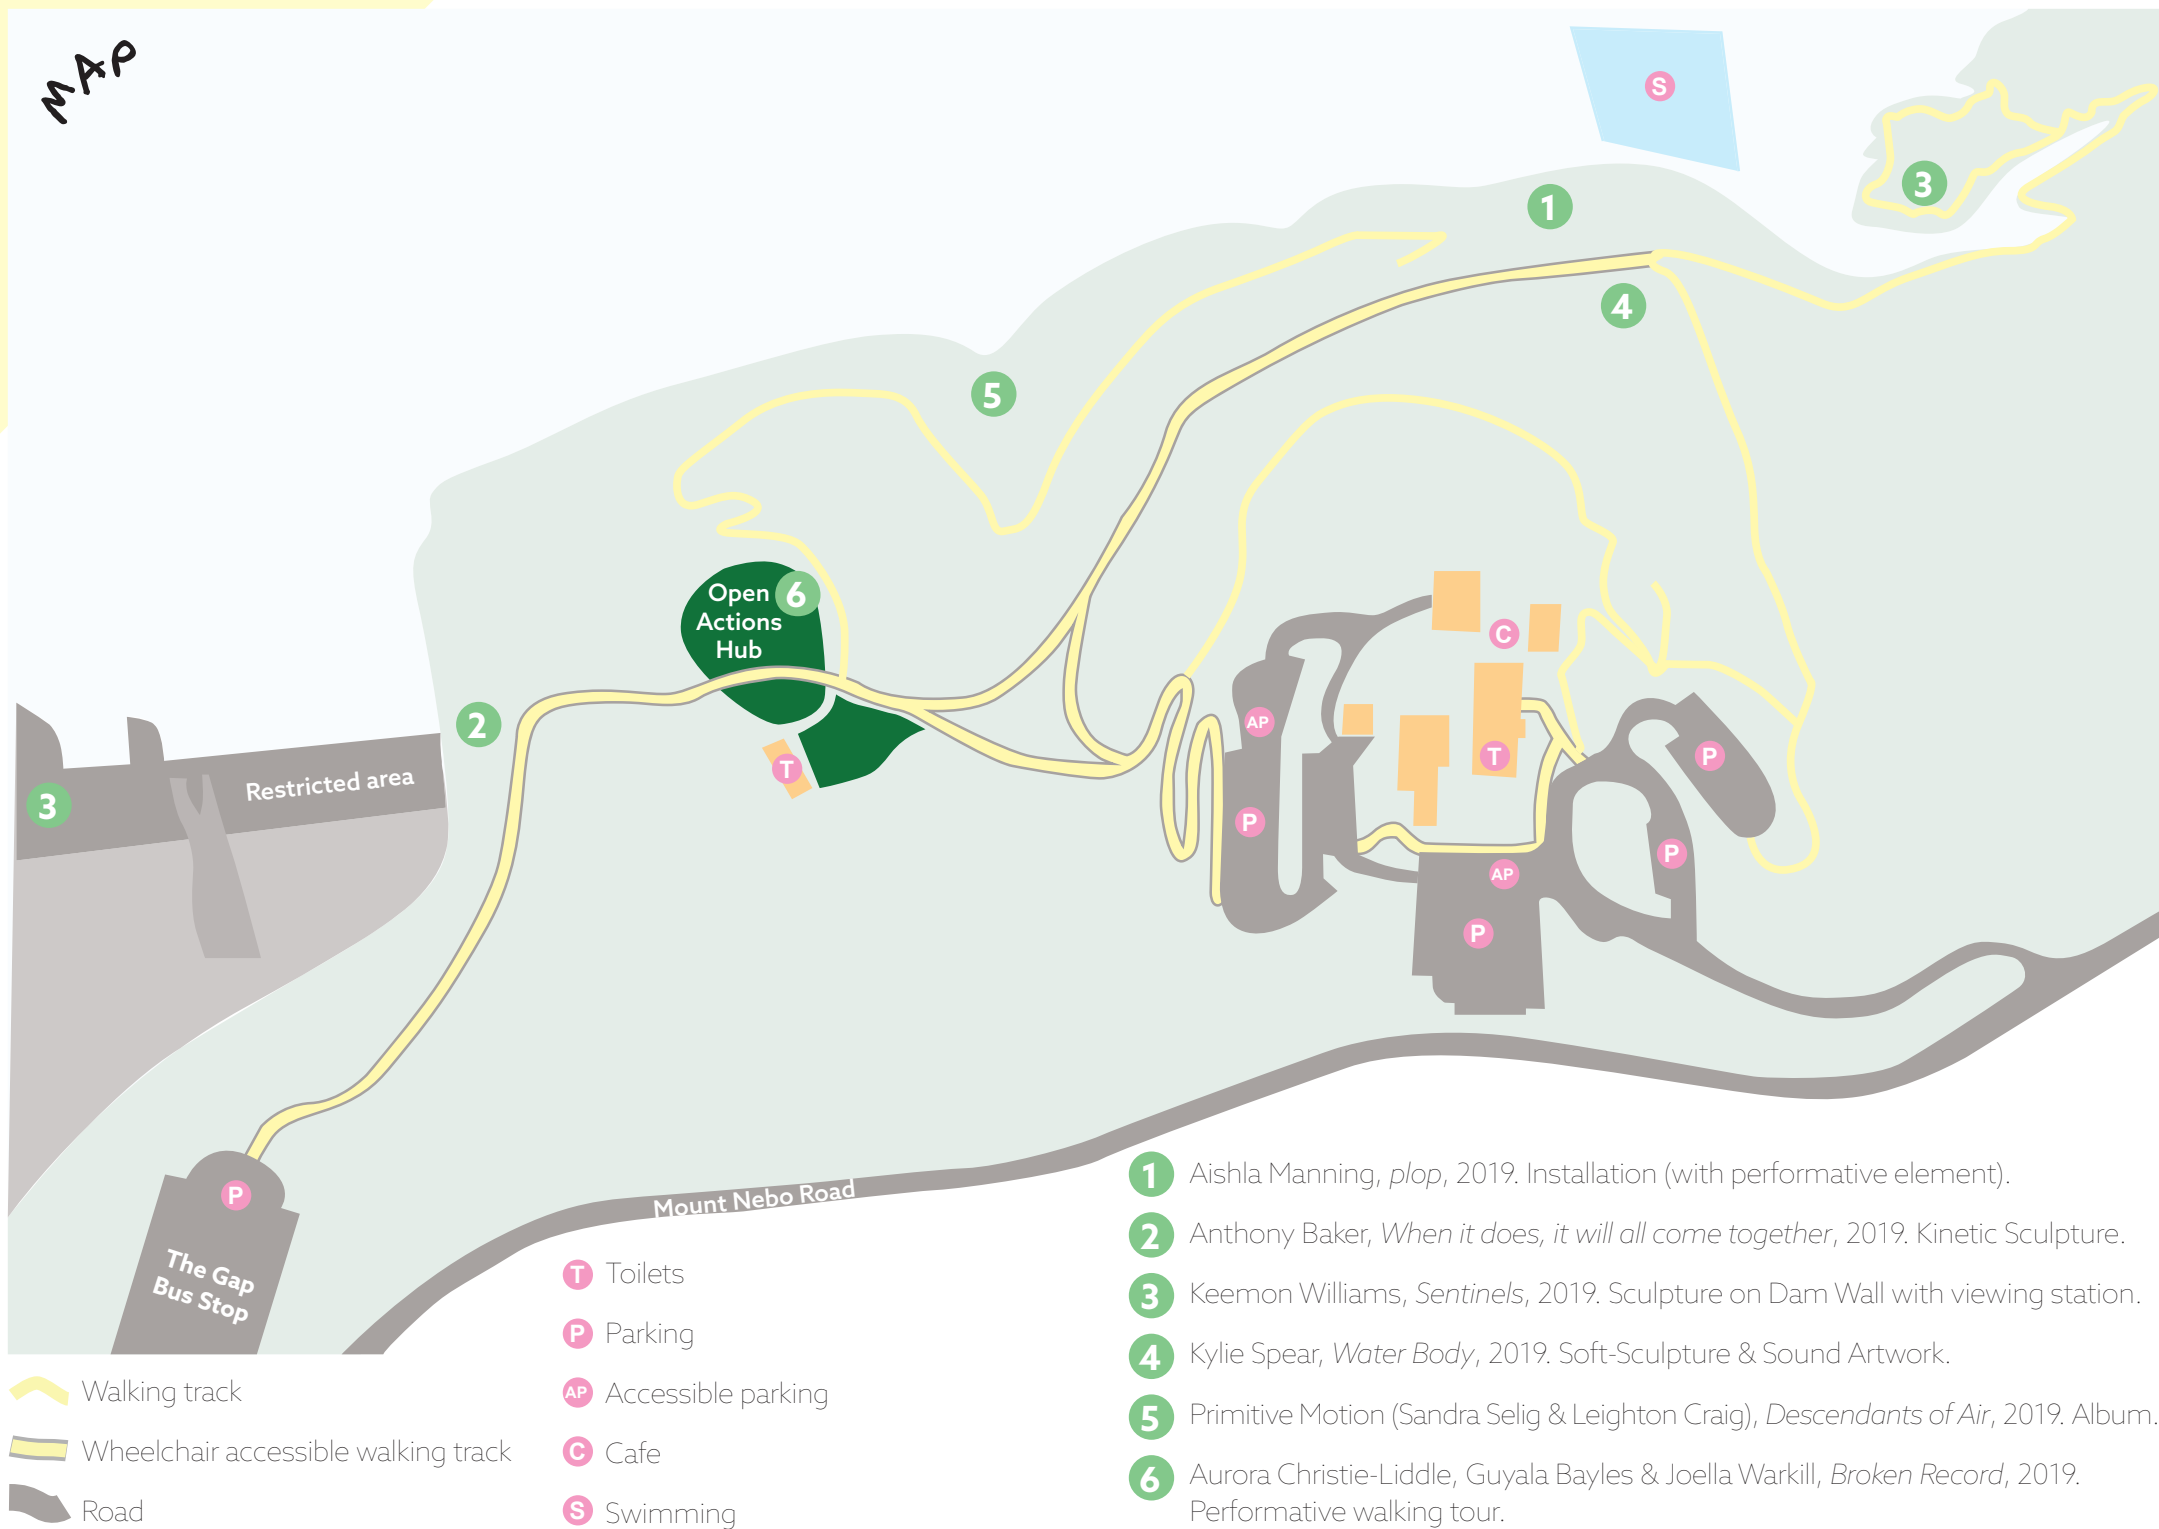 MAP
S
3
1
4
5
Open
Actions
Hub
6
C
2
AP
T
T
P
Restricted area
3
P
P
AP
P
P
The Gap
Bus Stop
Mount Nebo Road
Walking track
Wheelchair accessible walking track
Road
T Toilets
P Parking
AP Accessible parking
C Cafe
S Swimming
1 Aishla Manning, plop, 2019. Installation (with performative element).
2 Anthony Baker, When it does, it will all come together, 2019. Kinetic Sculpture.
3 Keemon Williams, Sentinels, 2019. Sculpture on Dam Wall with viewing station.
4 Kylie Spear, Water Body, 2019. Soft-Sculpture & Sound Artwork.
5 Primitive Motion (Sandra Selig & Leighton Craig), Descendants of Air, 2019. Album.
6 Aurora Christie-Liddle, Guyala Bayles & Joella Warkill, Broken Record, 2019.
Performative walking tour.